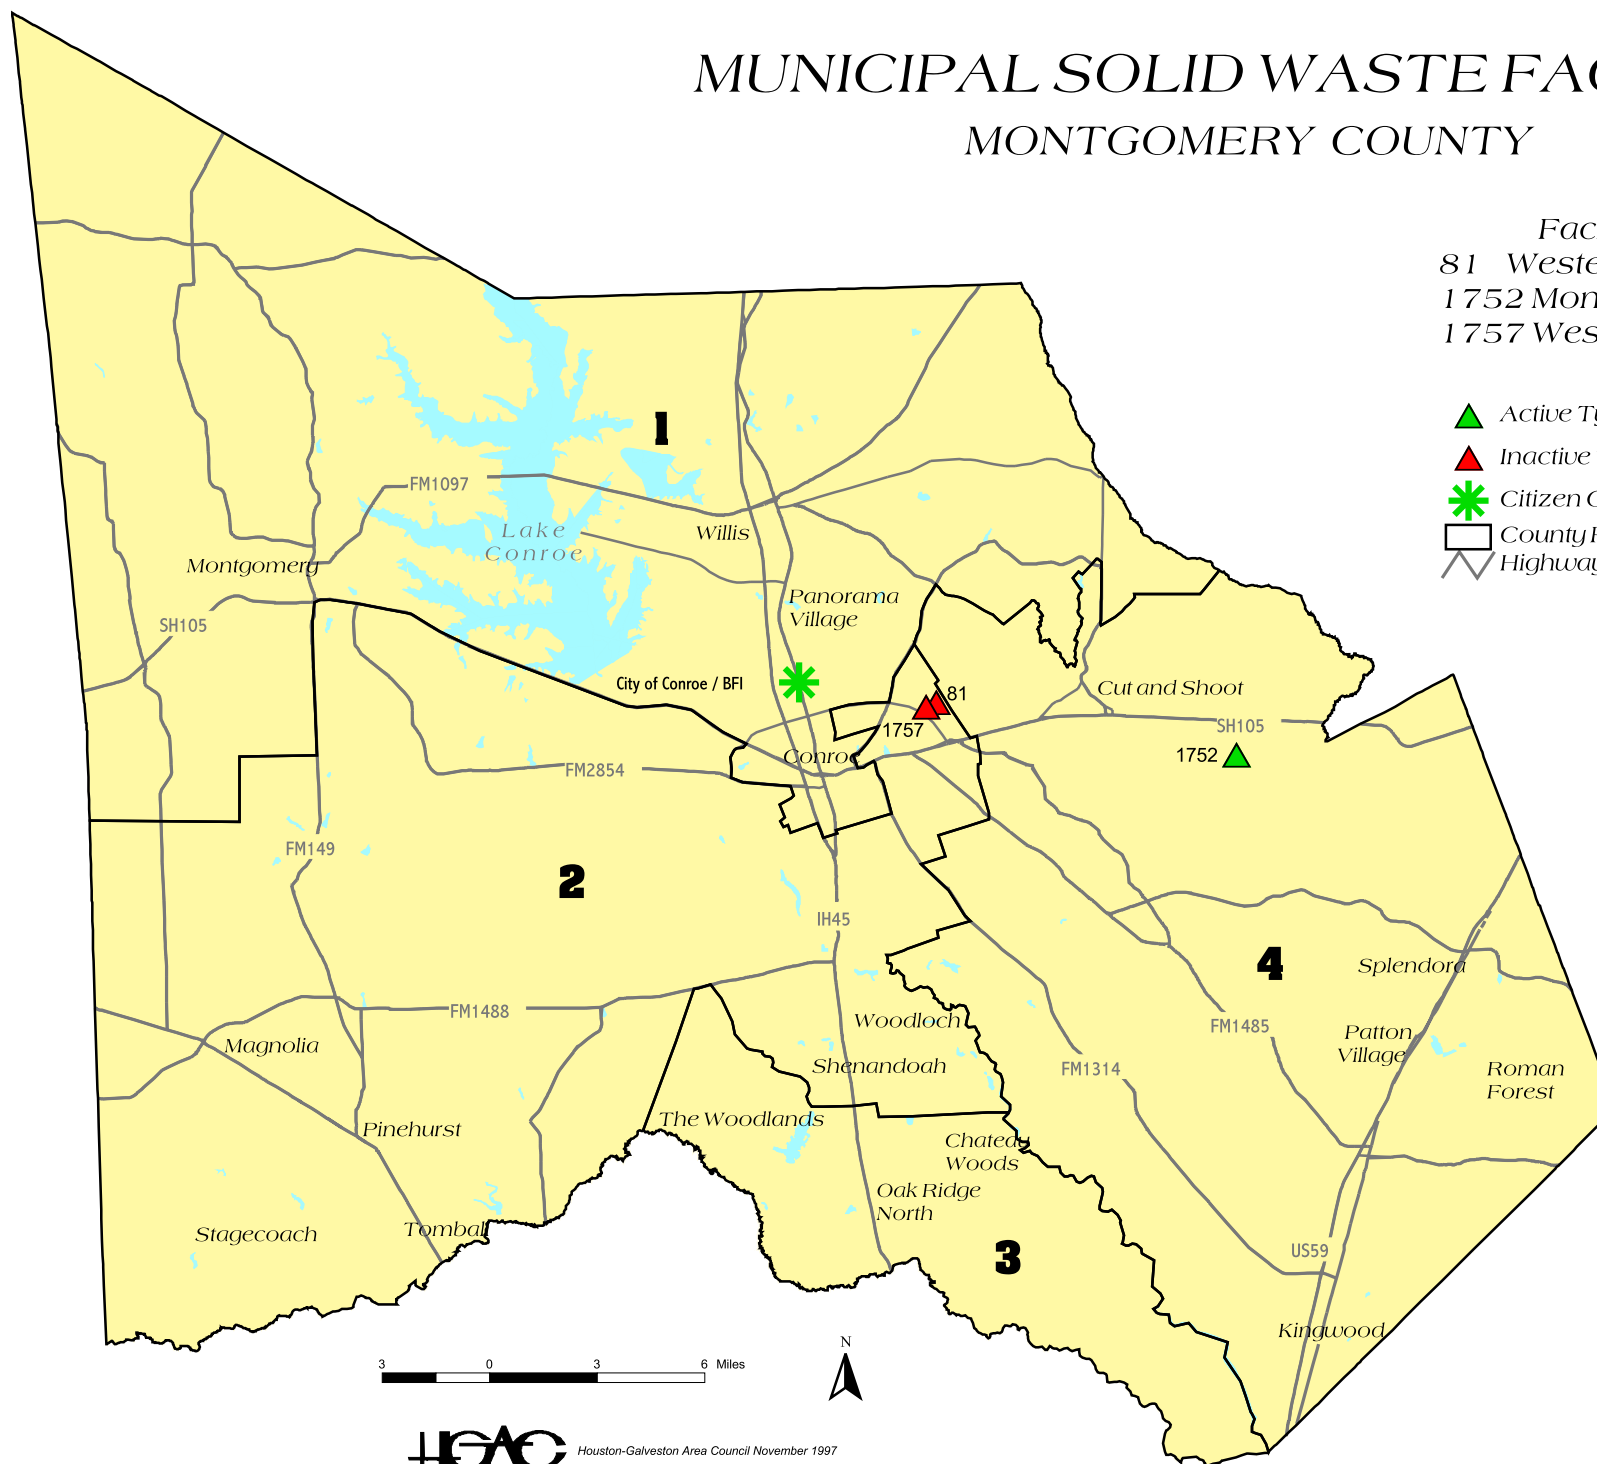 MUNICIPAL SOLID WASTE FAC
MONTGOMERY COUNTY
Fac
81 Weste
1752 Mon
1757 Wes
Active Ty
Inactive
Citizen C
County P
Highway
1
FM1097
Lake
Conroe
Willis
Montgomery
Panorama
Village
SH105
City of Conroe / BFI
81
1757
Cut and Shoot
SH105
1752
Conroe
FM2854
FM149
2
IH45
4
Splendora
FM1488
Woodloch
FM1485
Patton
Village
Magnolia
Shenandoah
FM1314
Roman
Forest
The Woodlands
Pinehurst
Chateau
Woods
Oak Ridge
North
Stagecoach
Tombal
3
US59
Kingwood
N
3 0 3 6 Miles
HGAC
Houston-Galveston Area Council November 1997